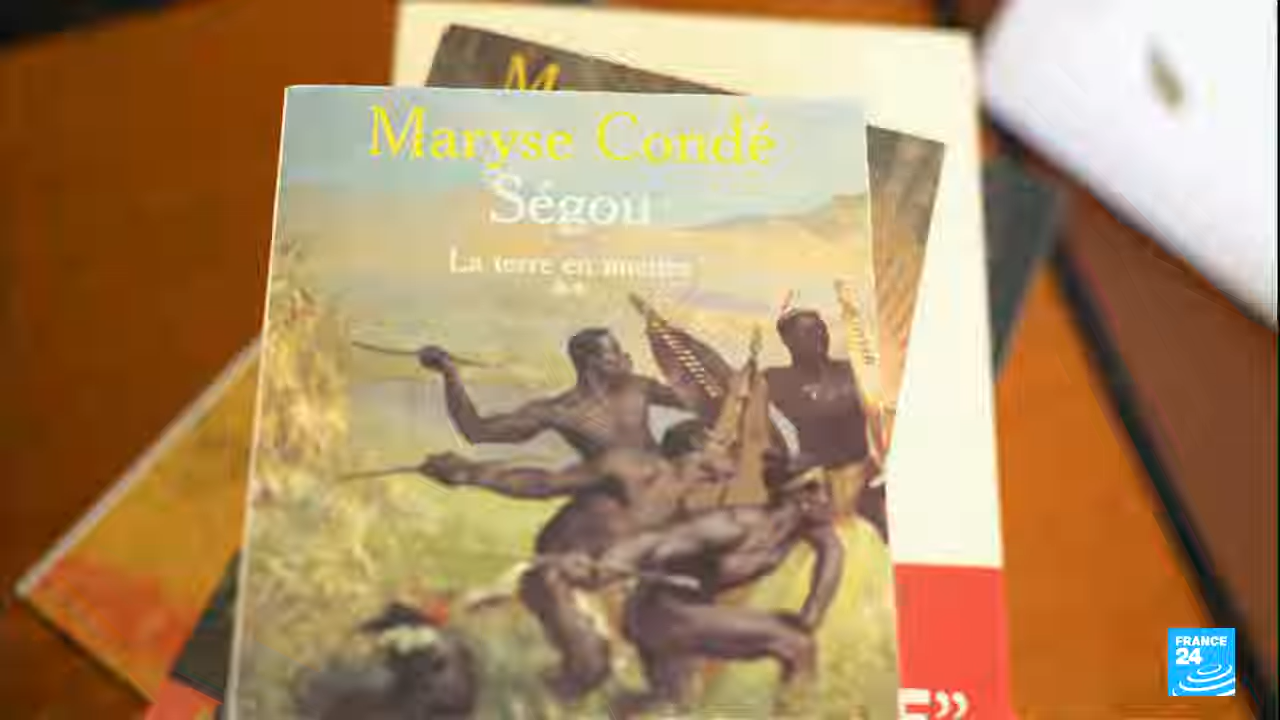 M
Maryse Condé
Ségou
La terre en miettes
**
E”
FRANCE
24